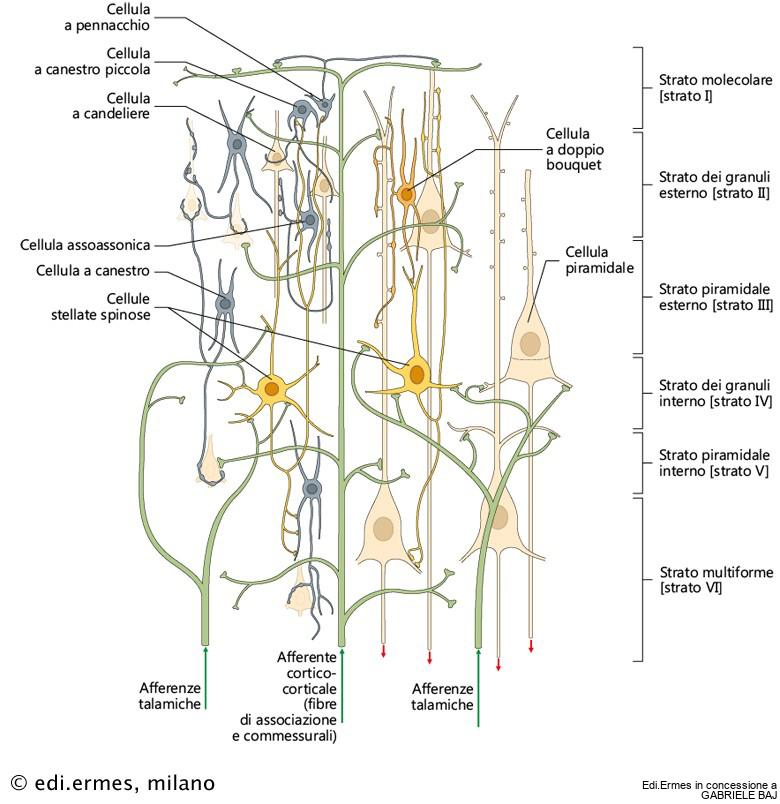 Cellula
a pennacchio
Cellula
a canestro piccola
Cellula
a candeliere
Cellula assoassonica
Cellula a canestro
Cellule
stellate spinose
Cellula
a doppio
bouquet
Cellula
piramidale
Strato molecolare
[strato I]
Strato dei granuli
esterno [strato II]
Strato piramidale
esterno [strato III]
Strato dei granuli
interno [strato IV]
Strato piramidale
interno [strato V]
Strato multiforme
[strato VI]
Afferenze
talamiche
Afferente
cortico-
corticale
(fibre
di associazione
e commessurali)
Afferenze
talamiche
© edi.ermes, milano
Edi.Ermes in concessione a
GABRIELE BAJ